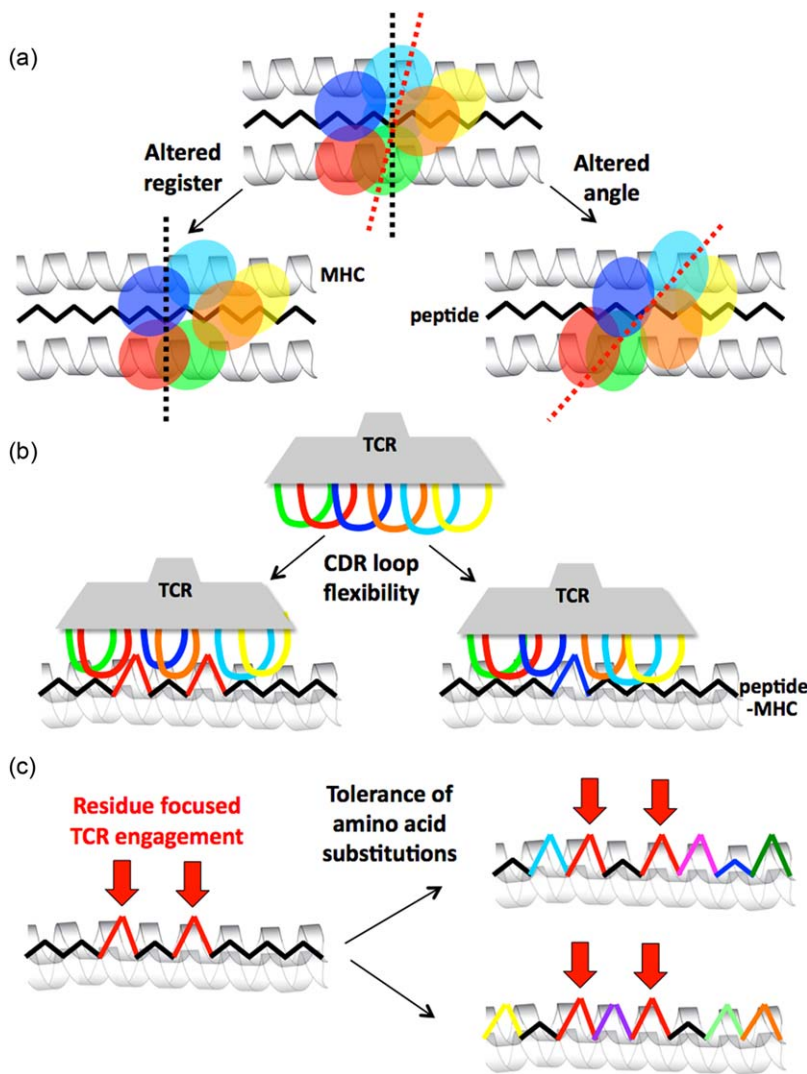 (a)
Altered
register
Altered
angle
MHC
peptide
(b)
TCR
CDR loop
flexibility
TCR
TCR
peptide
-MHC
(c)
Residue focused
TCR engagement
Tolerance of
amino acid
substitutions